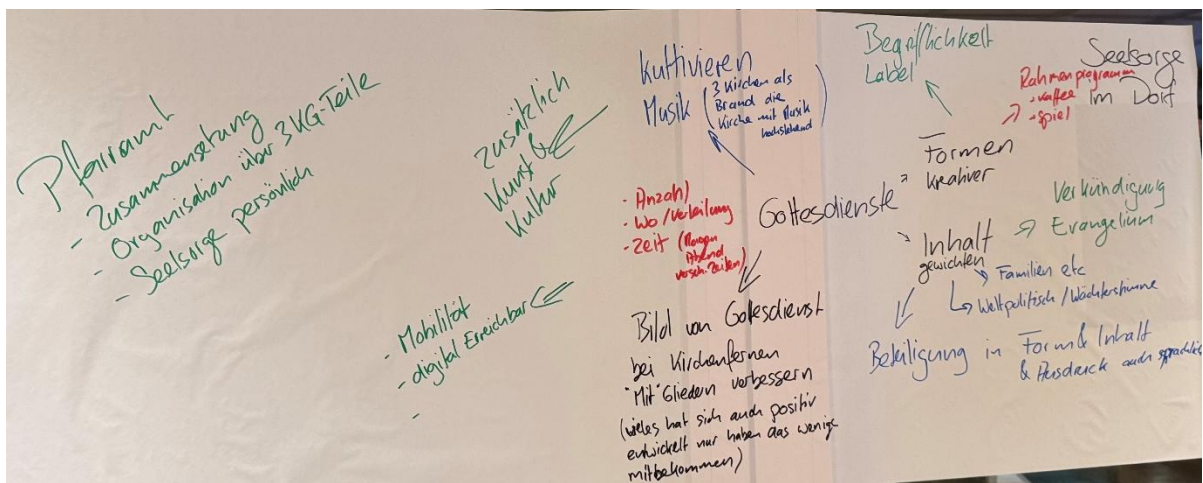 Pfarramt
- Zusammensetzung
- Organisation über 3 KG-Teile
- Seelsorge persönlich
zusätzlich
Kunst &
Kultur
- Mobilität
- digital Erreichbar
-
kultivieren
Musik (3 Kirchen als
Brand die
Kirche mit Musik
hochstehend)
- Anzahl
- Wo/Verteilung
- Zeit (Morgen
Abend
versch. Zeiten)
Gottesdienste
Bild von Gottesdienst
bei Kirchenfernen
"Mit"Gliedern verbessern
(vieles hat sich auch positiv
entwickelt nur haben das wenige
mitbekommen)
Begrifflichkeit
Label
Rahmenprogramm
- Kaffee
- Spiel
Seelsorge
im Dorf
Formen
kreativer
Inhalt
gewichten
Verkündigung
Evangelium
Familien etc
Weltpolitisch/Wächterstimme
Beteiligung in Form & Inhalt
& Ausdruck auch sprachlich